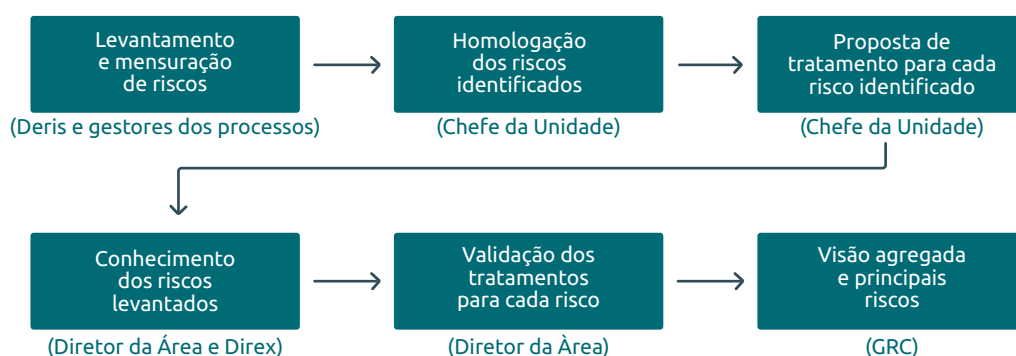 Levantamento
e mensuração
de riscos
(Deris e gestores dos processos)
Homologação
dos riscos
identificados
(Chefe da Unidade)
Proposta de
tratamento para cada
risco identificado
(Chefe da Unidade)
Conhecimento
dos riscos
levantados
(Diretor da Área e Direx)
Validação dos
tratamentos
para cada risco
(Diretor da Àrea)
Visão agregada
e principais
riscos
(GRC)